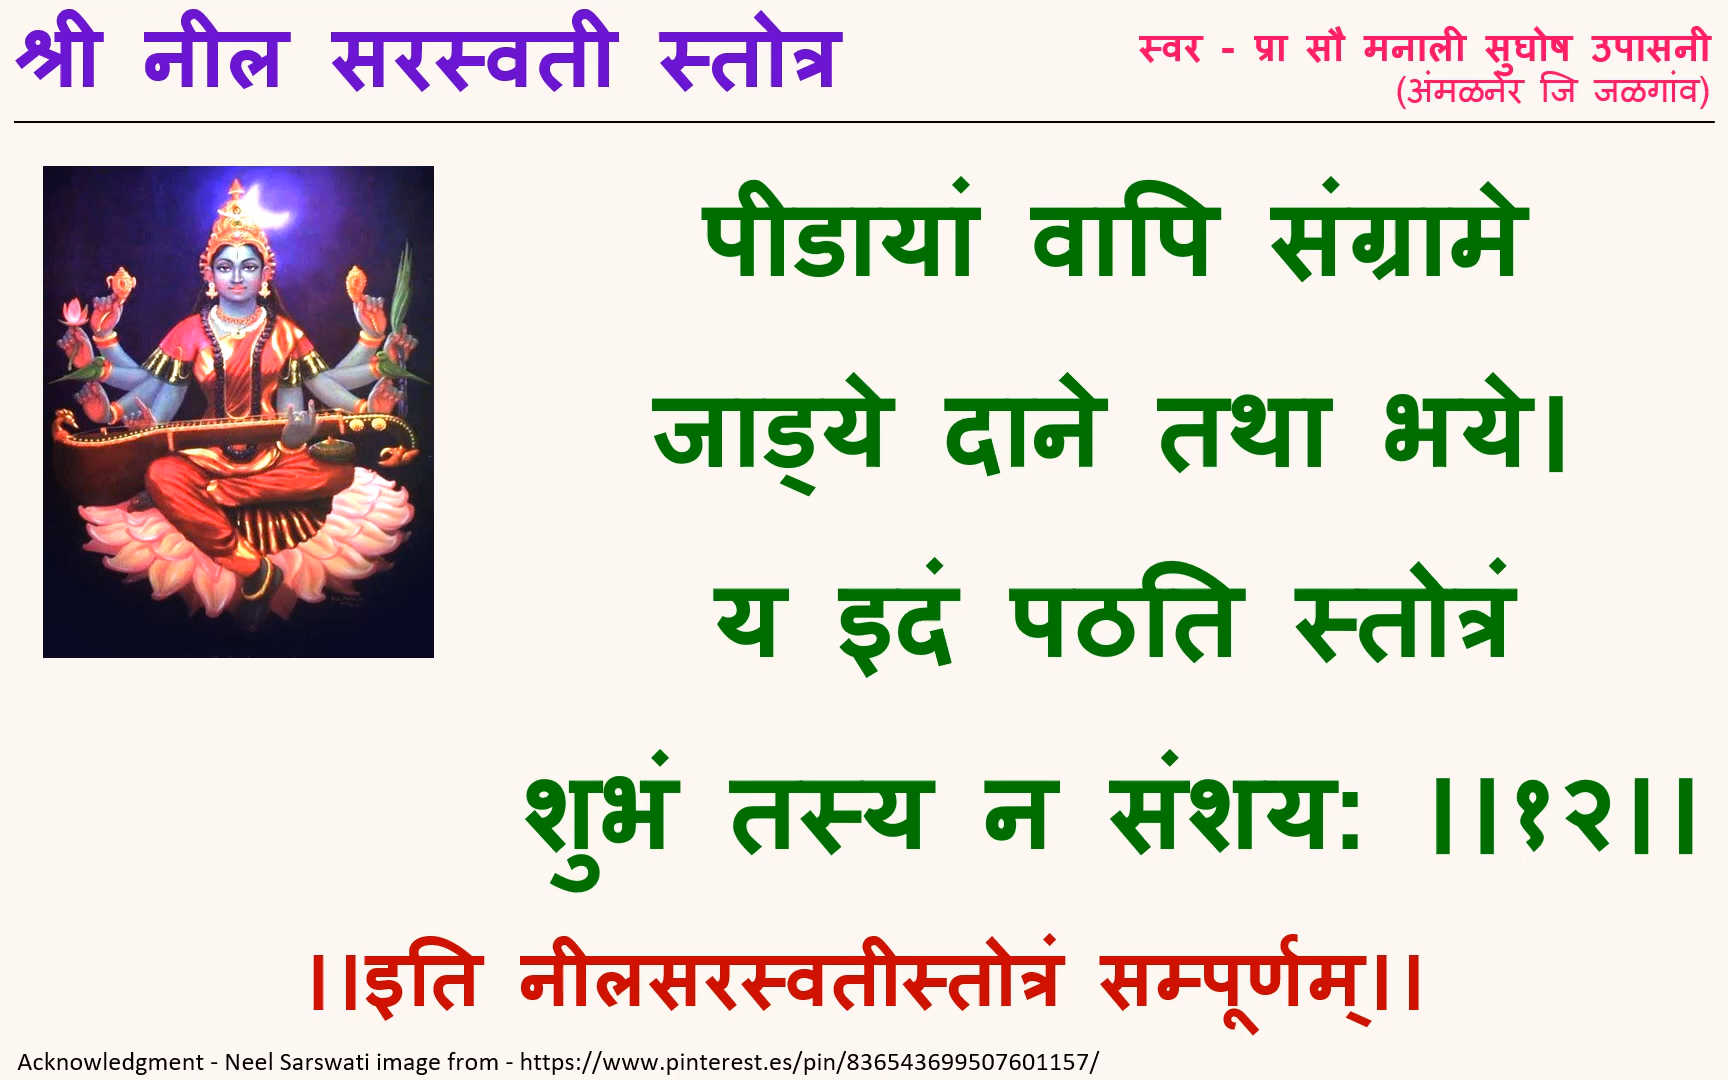 श्री नील सरस्वती स्तोत्र
स्वर - प्रा सौ मनाली सुघोष उपासनी
(अंमळनेर जि जळगांव)
पीडायां वापि संग्रामे
जाड्ये दाने तथा भये।
य इदं पठति स्तोत्रं
शुभं तस्य न संशय: ।।१२।।
।।इति नीलसरस्वतीस्तोत्रं सम्पूर्णम्।।
Acknowledgment - Neel Sarswati image from - https://www.pinterest.es/pin/836543699507601157/